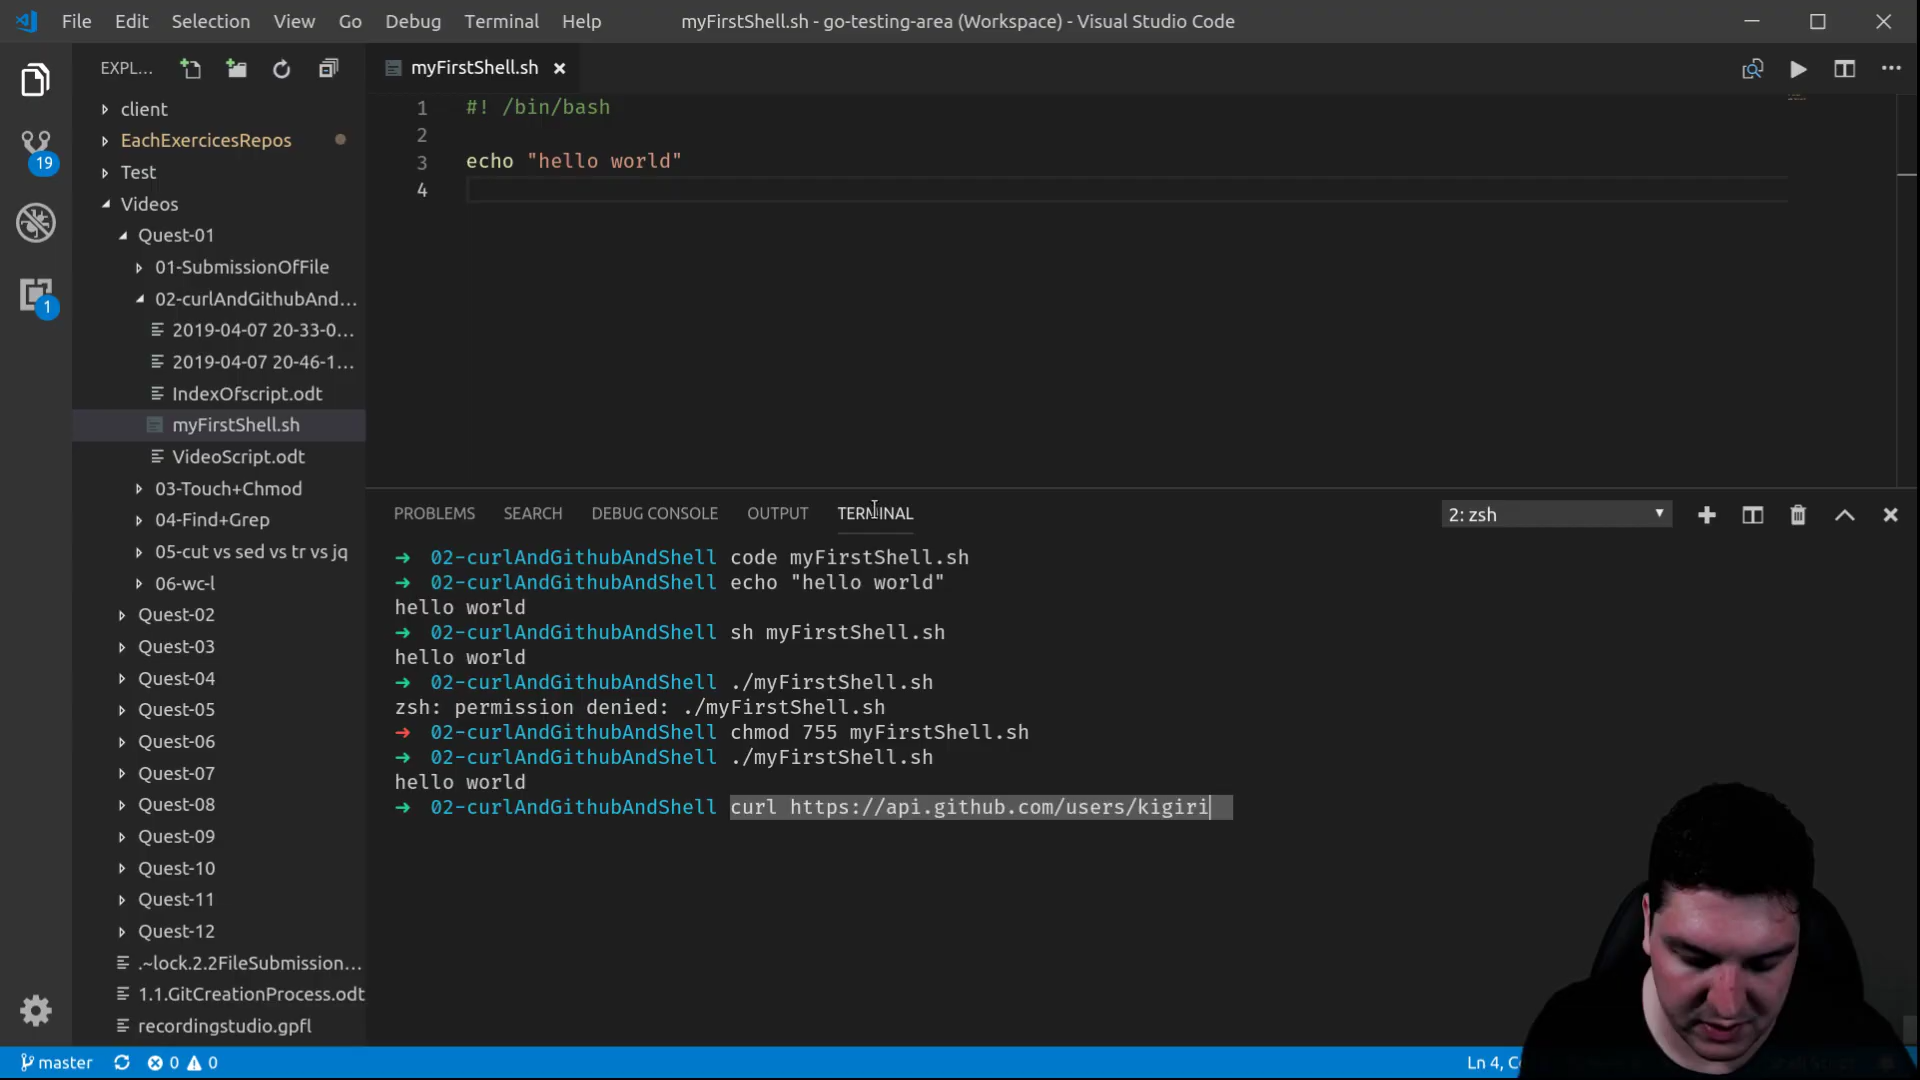 File Edit Selection View Go Debug Terminal Help
myFirstShell.sh - go-testing-area (Workspace) - Visual Studio Code
EXPL...
myFirstShell.sh
client
EachExercicesRepos
Test
Videos
Quest-01
01-SubmissionOfFile
02-curlAndGithubAnd...
2019-04-07 20-33-0...
2019-04-07 20-46-1...
IndexOfscript.odt
myFirstShell.sh
VideoScript.odt
03-Touch+Chmod
04-Find+Grep
05-cut vs sed vs tr vs jq
06-wc-l
Quest-02
Quest-03
Quest-04
Quest-05
Quest-06
Quest-07
Quest-08
Quest-09
Quest-10
Quest-11
Quest-12
.~lock.2.2FileSubmission...
1.1.GitCreationProcess.odt
recordingstudio.gpfl
19
1
1 #! /bin/bash
2
3 echo "hello world"
4
PROBLEMS SEARCH DEBUG CONSOLE OUTPUT TERMINAL
2: zsh
➜ 02-curlAndGithubAndShell code myFirstShell.sh
➜ 02-curlAndGithubAndShell echo "hello world"
hello world
➜ 02-curlAndGithubAndShell sh myFirstShell.sh
hello world
➜ 02-curlAndGithubAndShell ./myFirstShell.sh
zsh: permission denied: ./myFirstShell.sh
➜ 02-curlAndGithubAndShell chmod 755 myFirstShell.sh
➜ 02-curlAndGithubAndShell ./myFirstShell.sh
hello world
➜ 02-curlAndGithubAndShell curl https://api.github.com/users/kigiri
master 0 0
Ln 4,